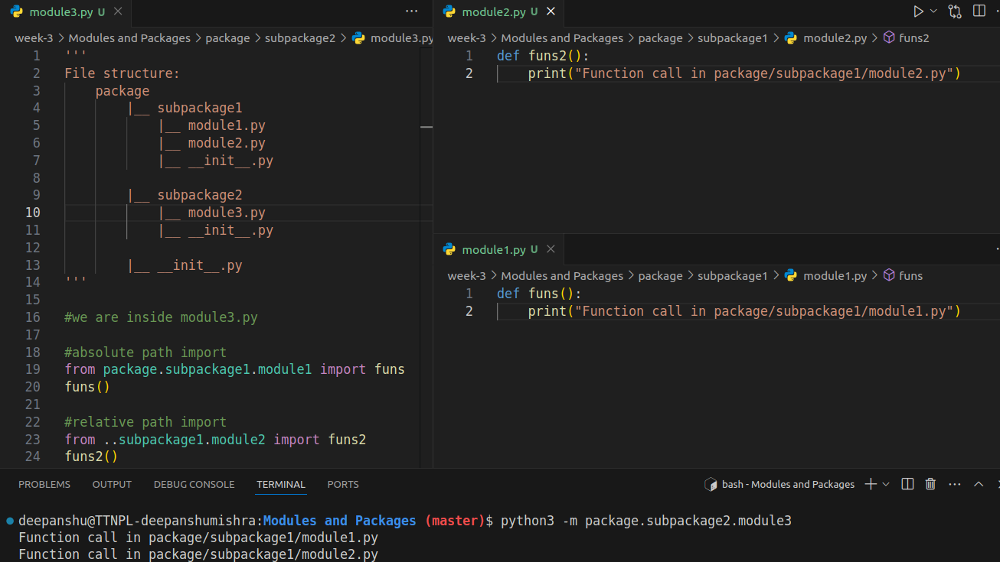 module3.py U
week-3 > Modules and Packages > package > subpackage2 > module3.py
1 '''
2 File structure:
3 package
4 |__ subpackage1
5 |__ module1.py
6 |__ module2.py
7 |__ __init__.py
8
9 |__ subpackage2
10 |__ module3.py
11 |__ __init__.py
12
13 |__ __init__.py
14 '''
15
16 #we are inside module3.py
17
18 #absolute path import
19 from package.subpackage1.module1 import funs
20 funs()
21
22 #relative path import
23 from ..subpackage1.module2 import funs2
24 funs2()
module2.py U
week-3 > Modules and Packages > package > subpackage1 > module2.py > funs2
1 def funs2():
2 print("Function call in package/subpackage1/module2.py")
module1.py U
week-3 > Modules and Packages > package > subpackage1 > module1.py > funs
1 def funs():
2 print("Function call in package/subpackage1/module1.py")
PROBLEMS OUTPUT DEBUG CONSOLE TERMINAL PORTS bash - Modules and Packages
deepanshu@TTNPL-deepanshumishra:Modules and Packages (master)$ python3 -m package.subpackage2.module3
Function call in package/subpackage1/module1.py
Function call in package/subpackage1/module2.py